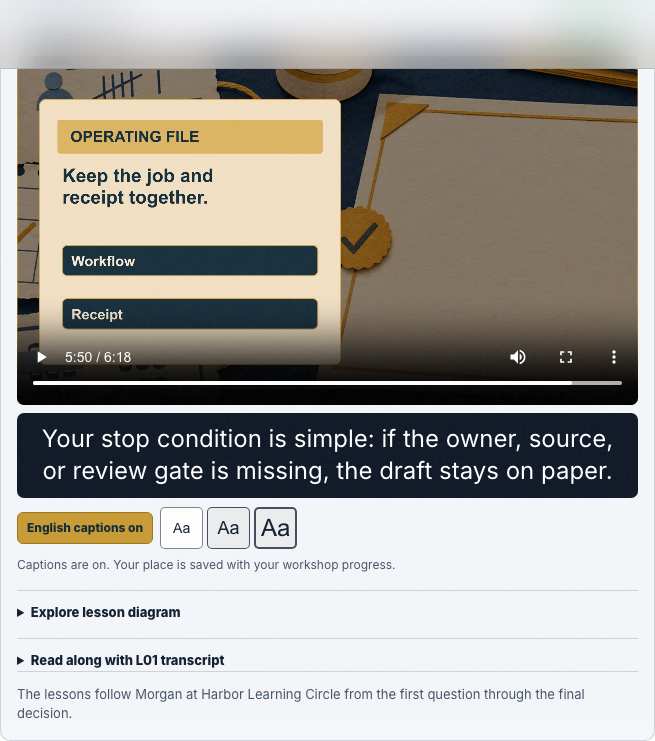 OPERATING FILE
Keep the job and
receipt together.
Workflow
Receipt
5:50 / 6:18
Your stop condition is simple: if the owner, source,
or review gate is missing, the draft stays on paper.
English captions on
Aa
Aa
Aa
Captions are on. Your place is saved with your workshop progress.
Explore lesson diagram
Read along with L01 transcript
The lessons follow Morgan at Harbor Learning Circle from the first question through the final
decision.